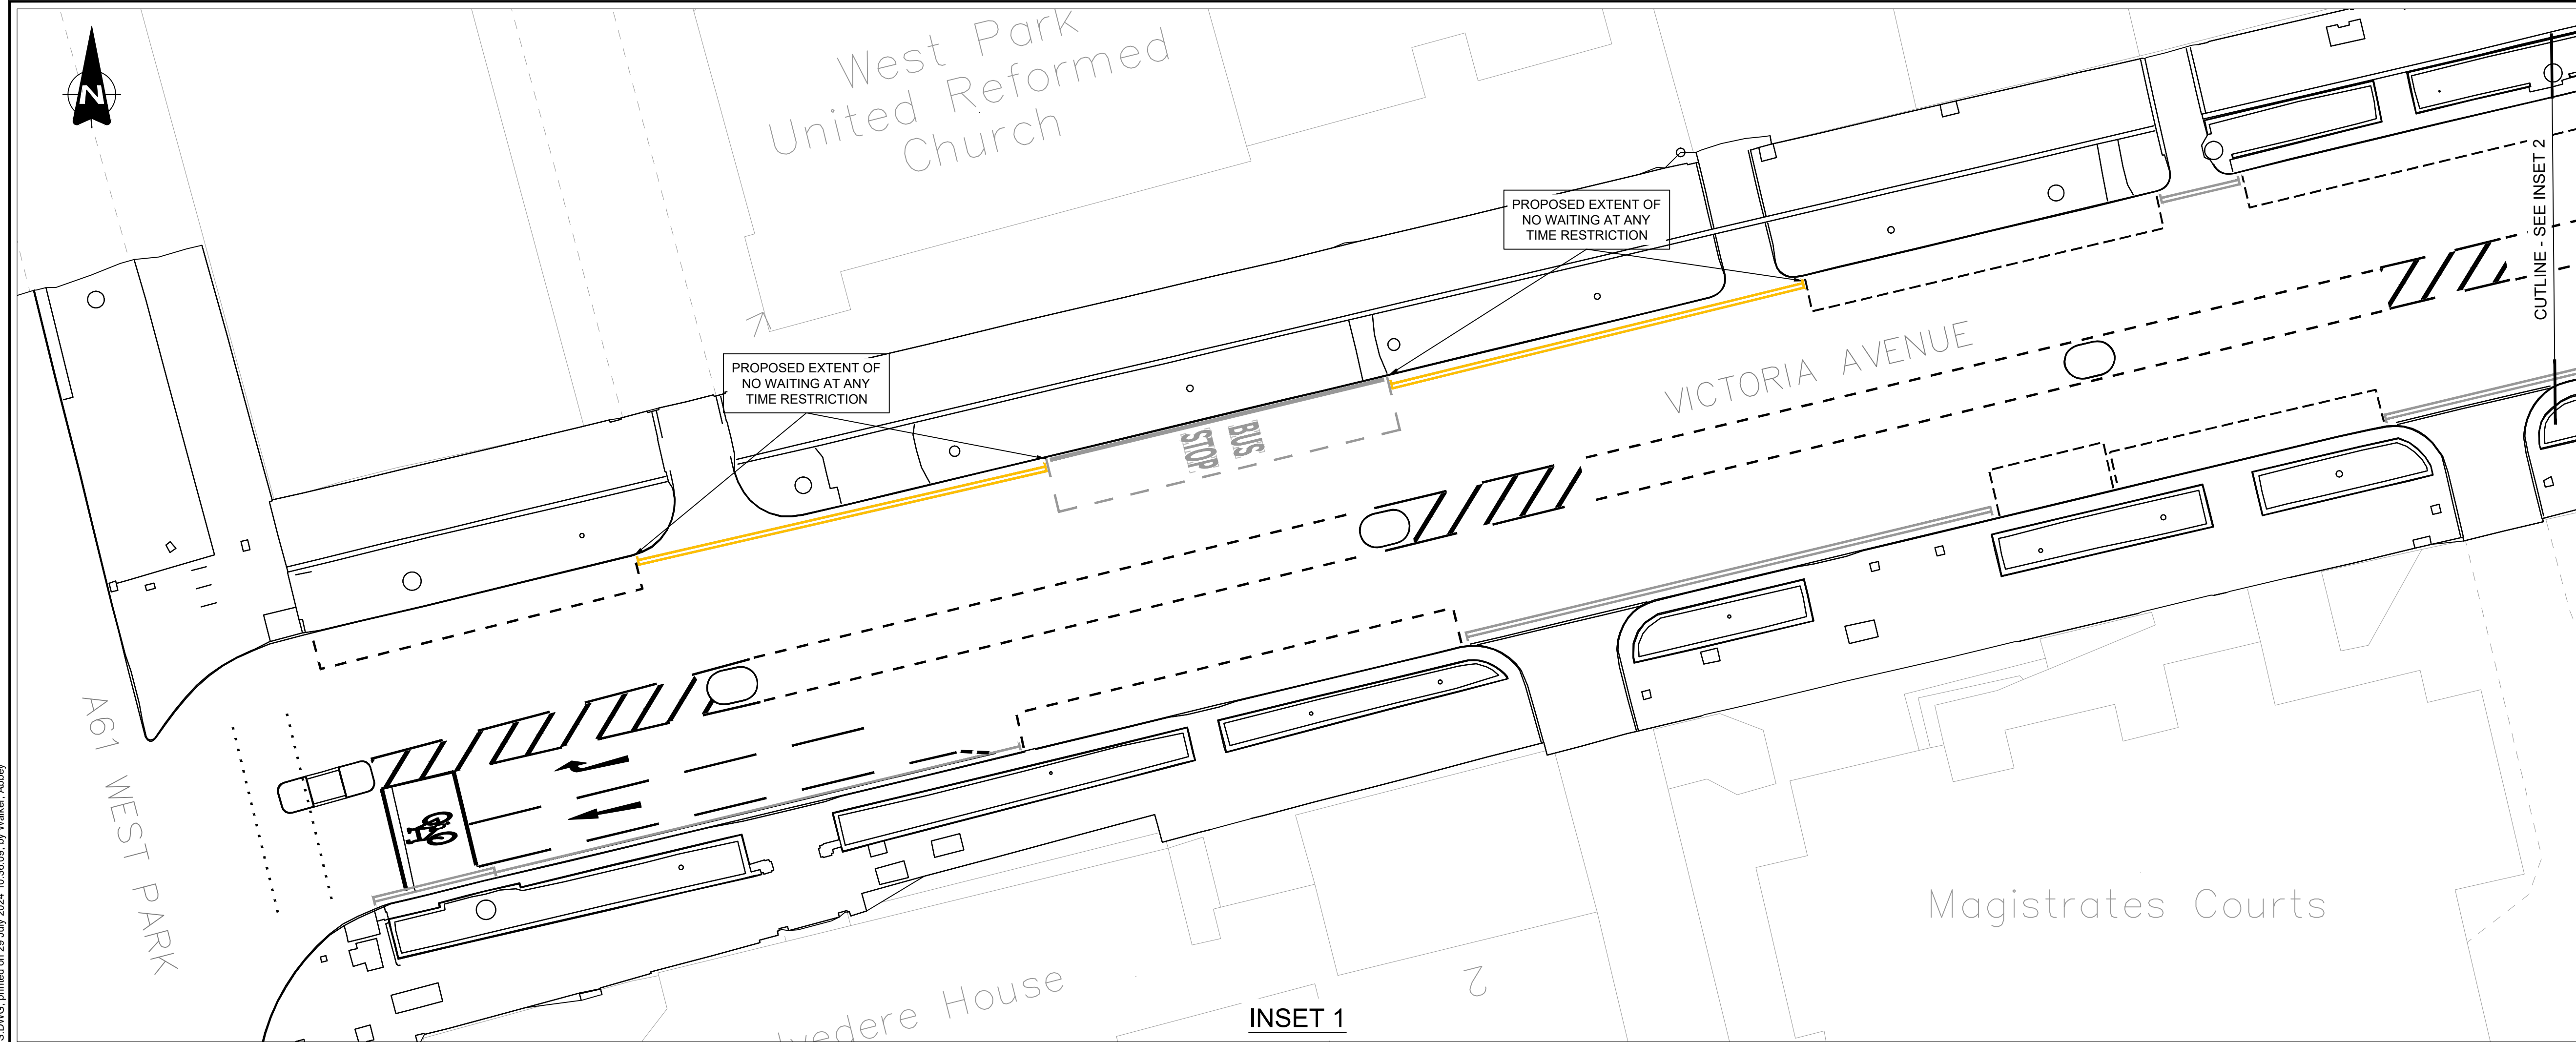 N
West Park
United Reformed
Church
PROPOSED EXTENT OF
NO WAITING AT ANY
TIME RESTRICTION
CUTLINE - SEE INSET 2
VICTORIA AVENUE
PROPOSED EXTENT OF
NO WAITING AT ANY
TIME RESTRICTION
BUS
STOP
A61 WEST PARK
Magistrates Courts
lvedere House
2
INSET 1